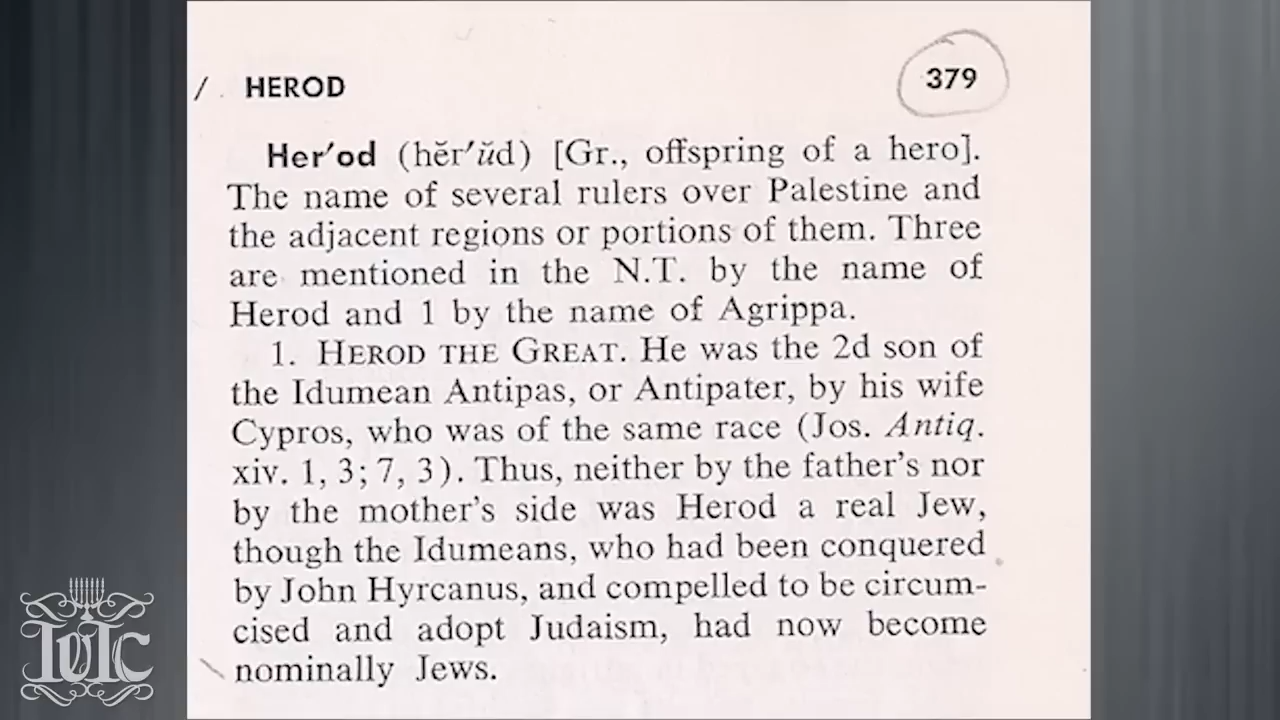 HEROD
379
Her′od (hĕr′ŭd) [Gr., offspring of a hero].
The name of several rulers over Palestine and
the adjacent regions or portions of them. Three
are mentioned in the N.T. by the name of
Herod and 1 by the name of Agrippa.
1. HEROD THE GREAT. He was the 2d son of
the Idumean Antipas, or Antipater, by his wife
Cypros, who was of the same race (Jos. Antiq.
xiv. 1, 3; 7, 3). Thus, neither by the father's nor
by the mother's side was Herod a real Jew,
though the Idumeans, who had been conquered
by John Hyrcanus, and compelled to be circum-
cised and adopt Judaism, had now become
nominally Jews.
IUIC